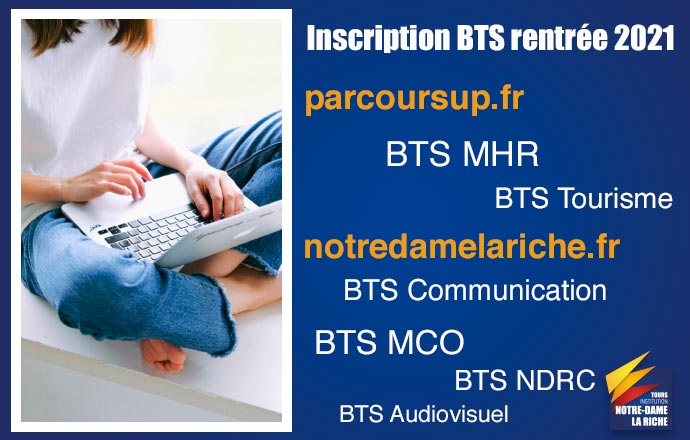 Inscription BTS rentrée 2021
parcoursup.fr
BTS MHR
BTS Tourisme
notredamelariche.fr
BTS Communication
BTS MCO
BTS NDRC
BTS Audiovisuel
TOURS
INSTITUTION
NOTRE-DAME
LA RICHE